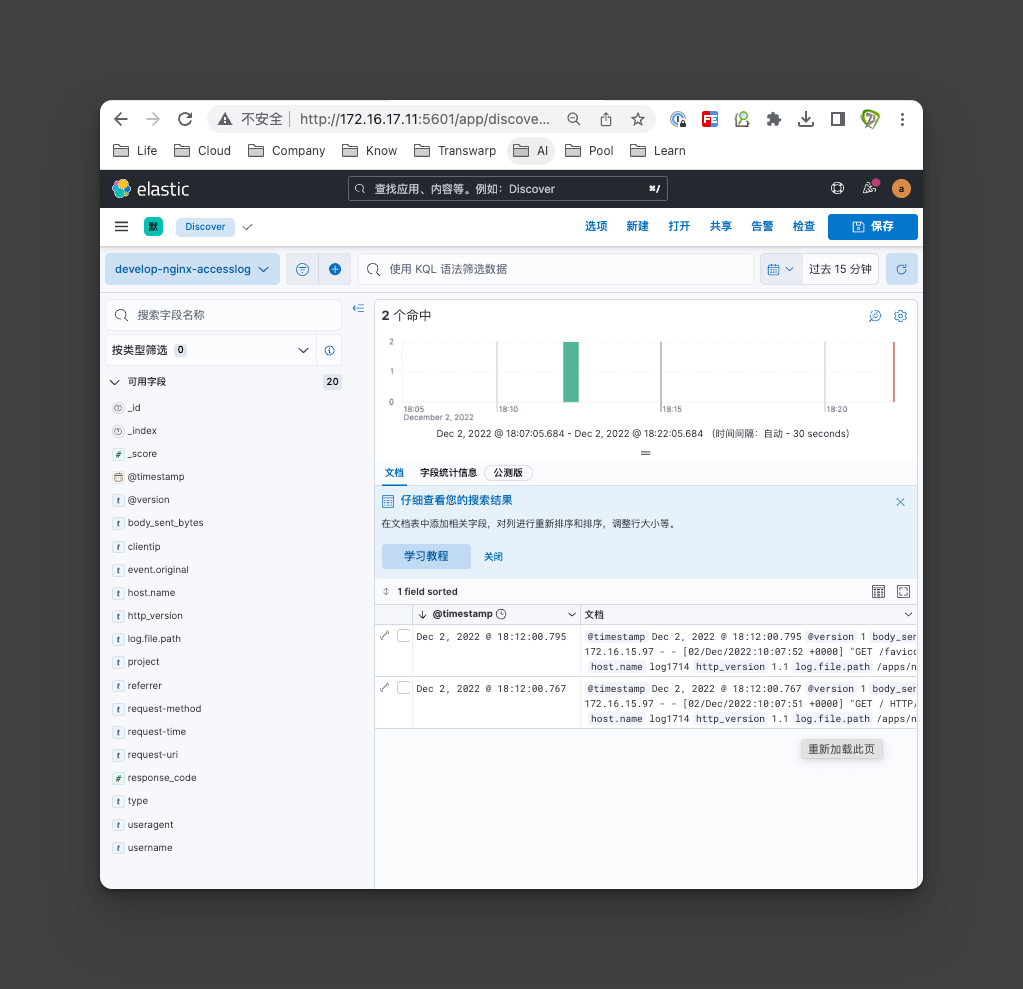 不安全 http://172.16.17.11:5601/app/discove...
Life Cloud Company Know Transwarp AI Pool Learn
elastic 查找应用、内容等。例如：Discover ⌘/ a
默 Discover 选项 新建 打开 共享 告警 检查 保存
develop-nginx-accesslog 使用 KQL 语法筛选数据 过去 15 分钟
搜索字段名称
按类型筛选 0
可用字段 20
_id
_index
# _score
@timestamp
t @version
t body_sent_bytes
t clientip
t event.original
t host.name
t http_version
t log.file.path
t project
t referrer
t request-method
t request-time
t request-uri
# response_code
t type
t useragent
t username
2 个命中
2
1
0
18:05 18:10 18:15 18:20
December 2, 2022
Dec 2, 2022 @ 18:07:05.684 - Dec 2, 2022 @ 18:22:05.684 （时间间隔：自动 - 30 seconds）
文档 字段统计信息 公测版
仔细查看您的搜索结果
在文档表中添加相关字段，对列进行重新排序和排序，调整行大小等。
学习教程 关闭
1 field sorted
@timestamp 文档
Dec 2, 2022 @ 18:12:00.795 @timestamp Dec 2, 2022 @ 18:12:00.795 @version 1 body_sen
172.16.15.97 - - [02/Dec/2022:10:07:52 +0000] "GET /favico
host.name log1714 http_version 1.1 log.file.path /apps/n
Dec 2, 2022 @ 18:12:00.767 @timestamp Dec 2, 2022 @ 18:12:00.767 @version 1 body_sen
172.16.15.97 - - [02/Dec/2022:10:07:51 +0000] "GET / HTTP/
host.name log1714 http_version 1.1 log.file.path /apps/n
重新加载此页